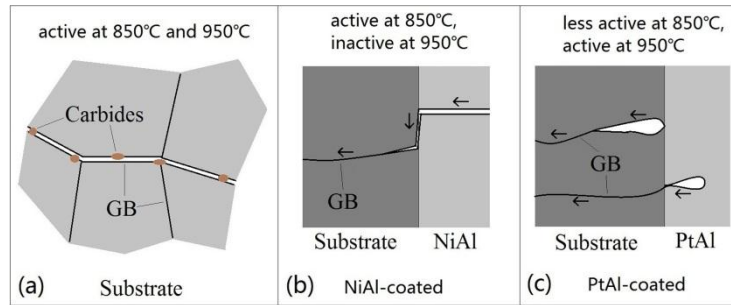 active at 850℃ and 950℃
Carbides
GB
(a)
Substrate
active at 850℃,
inactive at 950℃
GB
Substrate
NiAl
(b)
NiAl-coated
less active at 850℃,
active at 950℃
GB
Substrate
PtAl
(c)
PtAl-coated